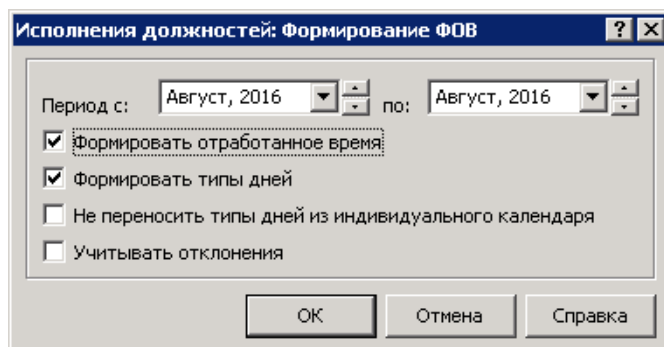 Исполнения должностей: Формирование ФОВ
Период с: Август, 2016 по: Август, 2016
Формировать отработанное время
Формировать типы дней
Не переносить типы дней из индивидуального календаря
Учитывать отклонения
ОК Отмена Справка